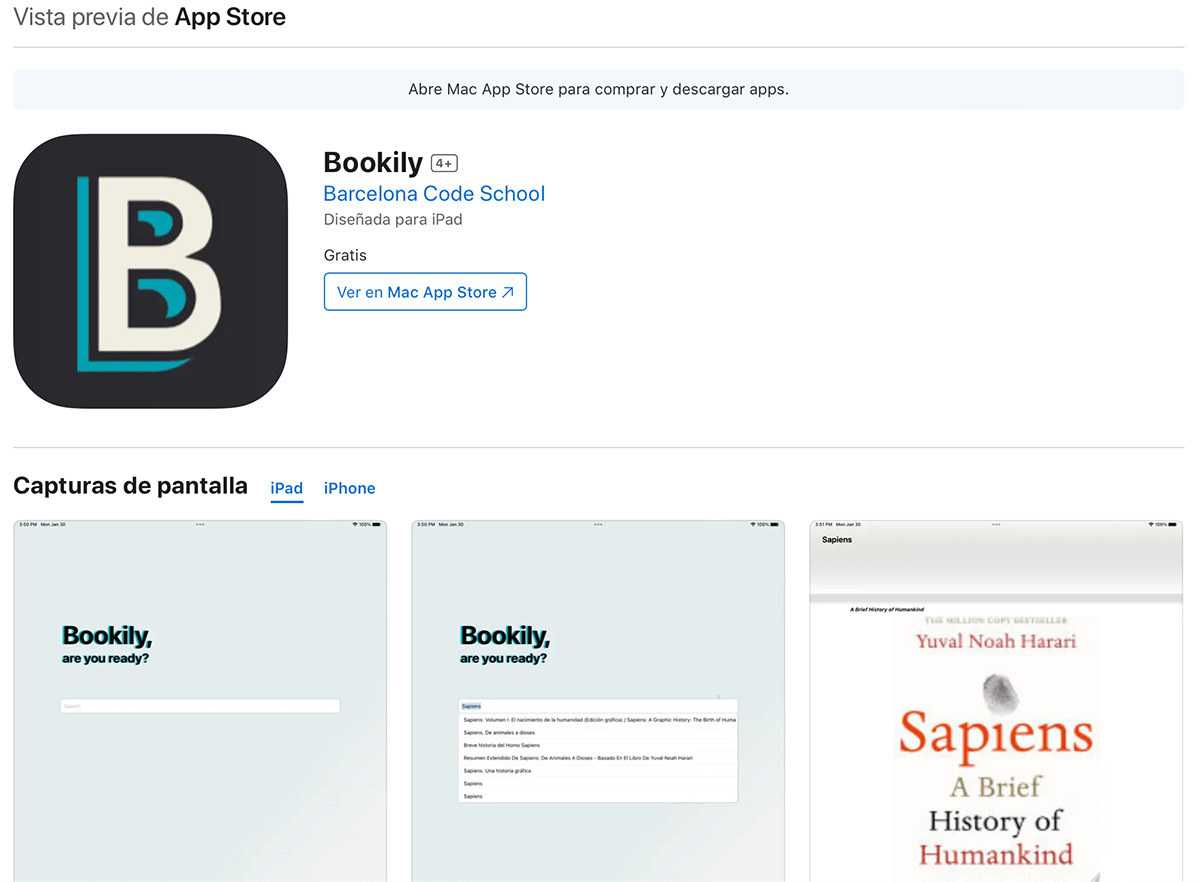 Vista previa de App Store
Abre Mac App Store para comprar y descargar apps.
B
Bookily 4+
Barcelona Code School
Diseñada para iPad
Gratis
Ver en Mac App Store ↗
Capturas de pantalla iPad iPhone
3:50 PM Mon Jan 30 ••• 100%
Bookily,
are you ready?
Search
3:50 PM Mon Jan 30 ••• 100%
Bookily,
are you ready?
Sapiens
Sapiens: Volumen I: El nacimiento de la humanidad (Edición gráfica) / Sapiens: A Graphic History: The Birth of Huma
Sapiens. De animales a dioses
Breve historia del Homo Sapiens
Resumen Extendido De Sapiens: De Animales A Dioses - Basado En El Libro De Yuval Noah Harari
Sapiens. Una historia gráfica
Sapiens
Sapiens
3:51 PM Mon Jan 30 ••• 100%
Sapiens
A Brief History of Humankind
THE MILLION COPY BESTSELLER
Yuval Noah Harari
Sapiens
A Brief
History of
Humankind